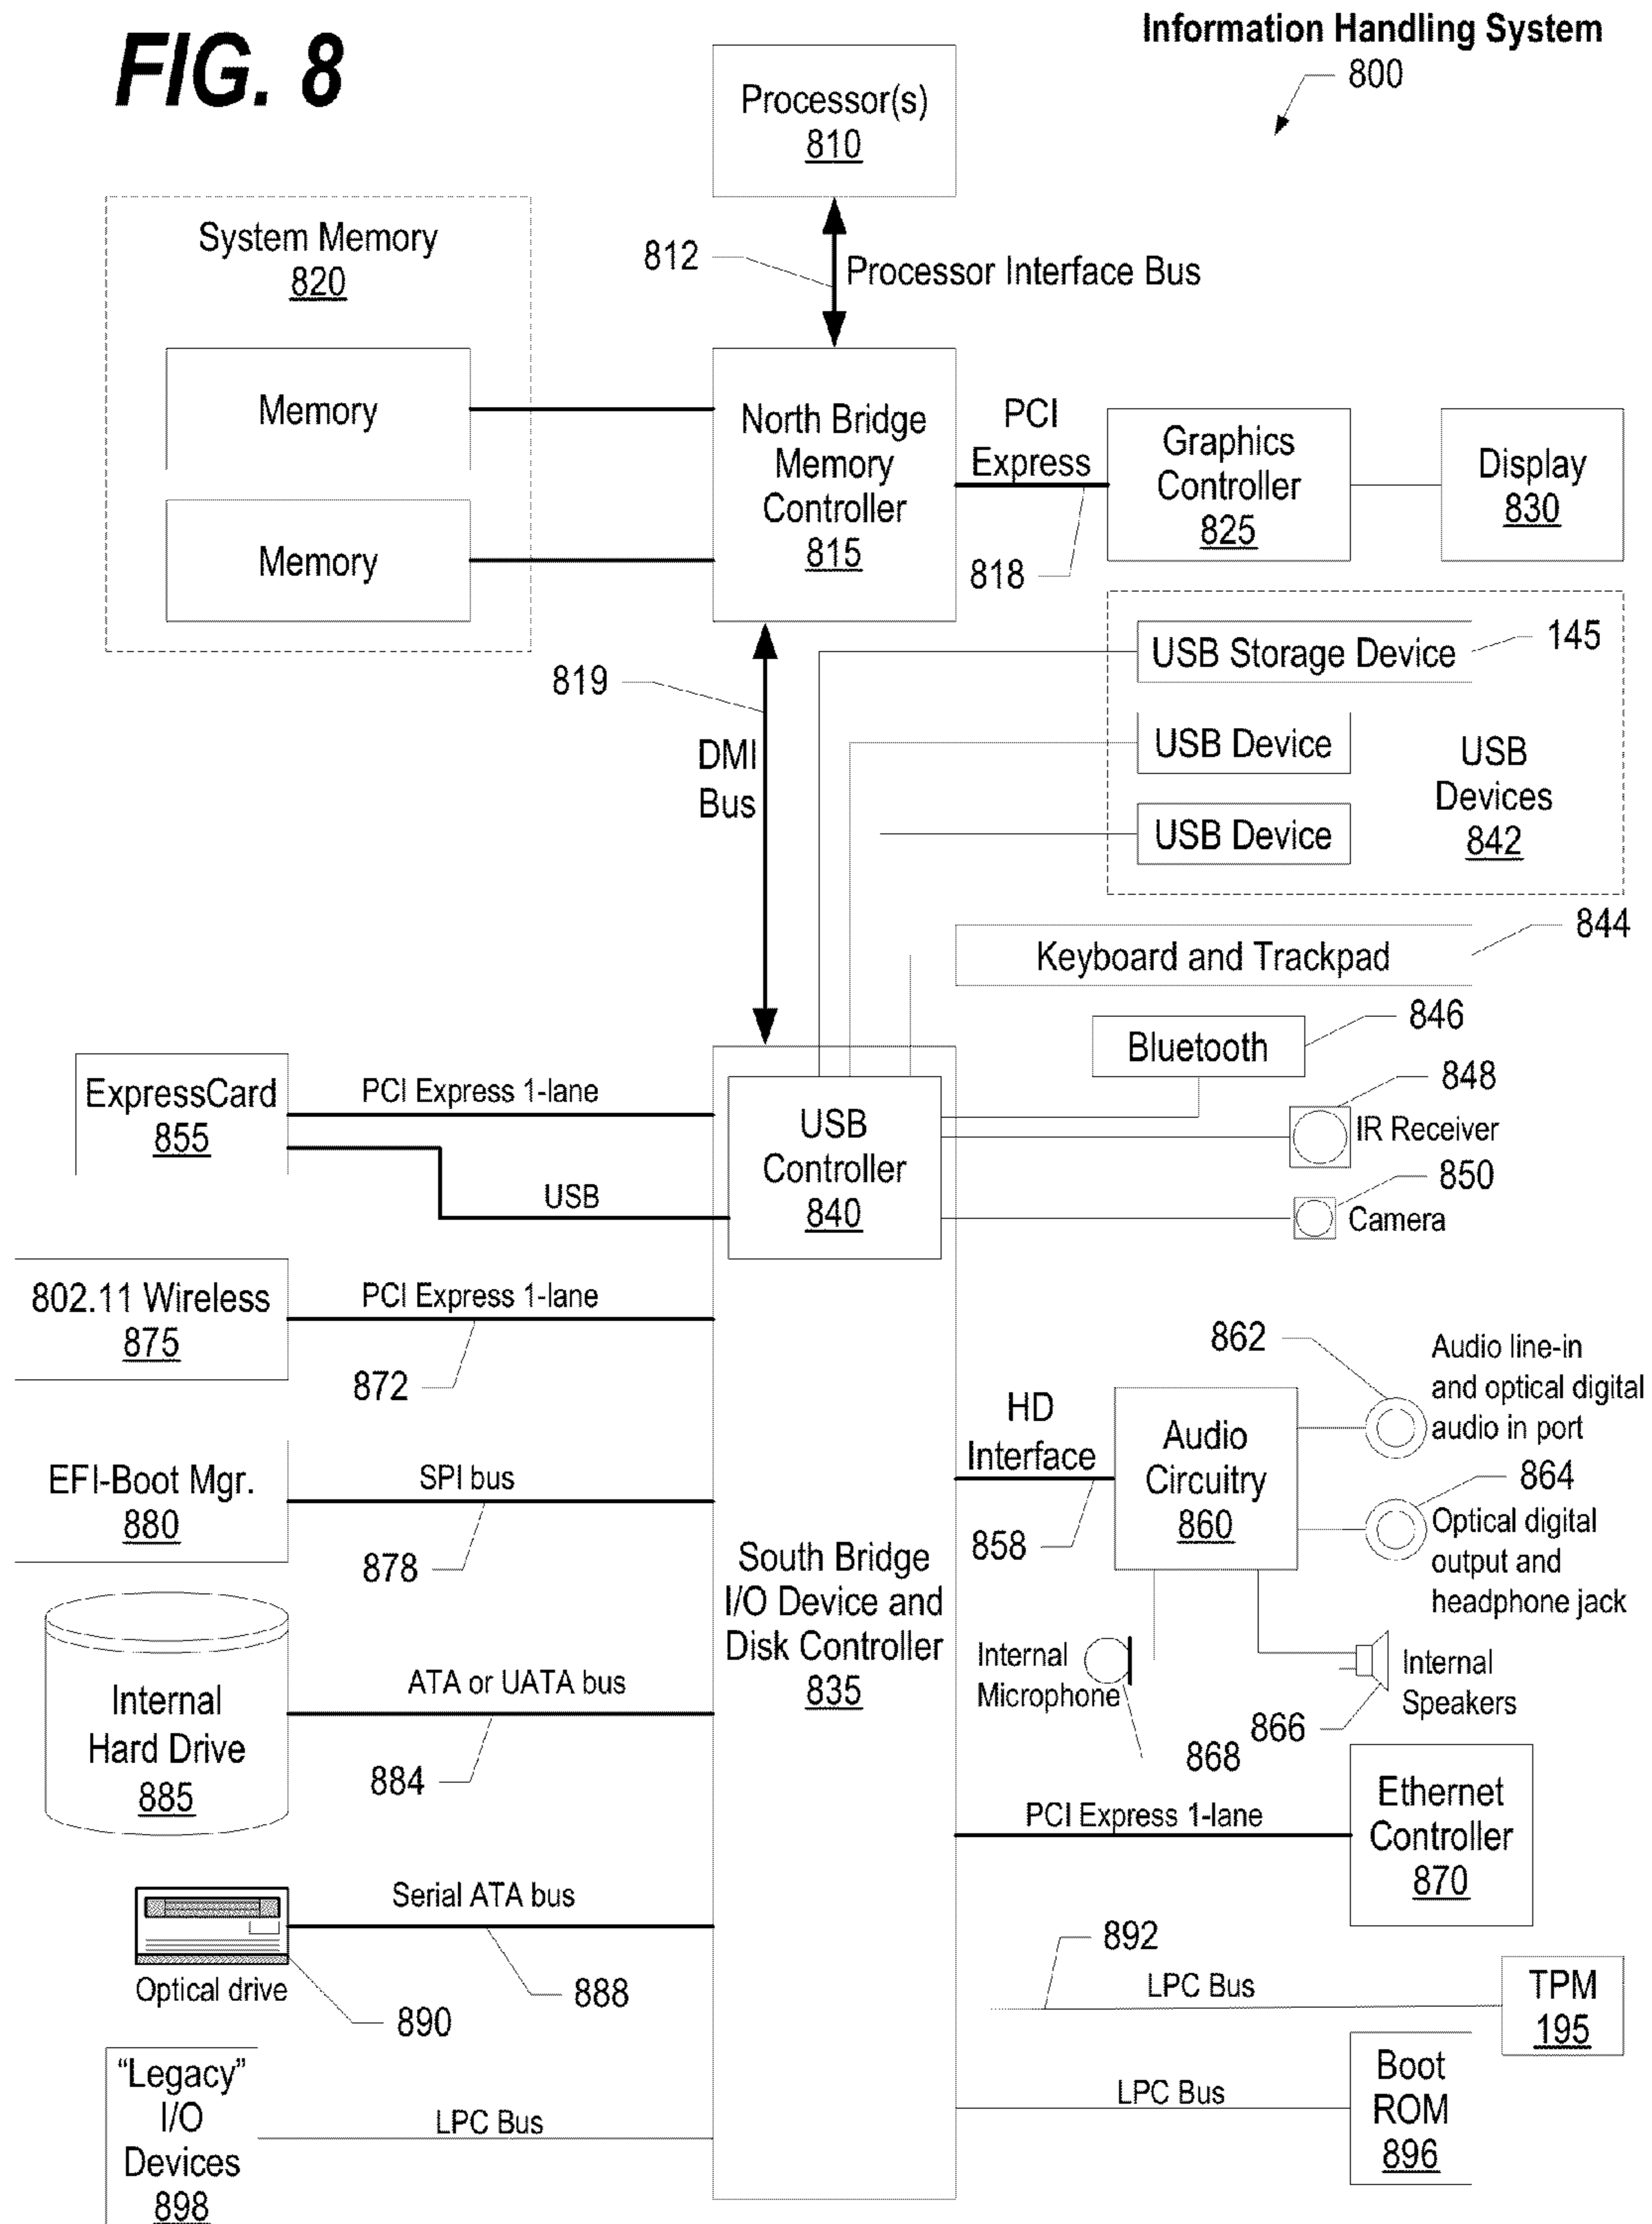 FIG. 8
Information Handling System
800
Processor(s)
810
System Memory
820
812
Processor Interface Bus
Memory
Memory
North Bridge
Memory
Controller
815
PCI
Express
818
Graphics
Controller
825
Display
830
819
DMI
Bus
USB Storage Device
145
USB Device
USB Device
USB
Devices
842
Keyboard and Trackpad
844
Bluetooth
846
848
IR Receiver
850
Camera
ExpressCard
855
PCI Express 1-lane
USB
USB
Controller
840
802.11 Wireless
875
PCI Express 1-lane
872
EFI-Boot Mgr.
880
SPI bus
878
Internal
Hard Drive
885
ATA or UATA bus
884
South Bridge
I/O Device and
Disk Controller
835
HD
Interface
858
Audio
Circuitry
860
862
Audio line-in
and optical digital
audio in port
864
Optical digital
output and
headphone jack
Internal
Microphone
868
Internal
Speakers
866
PCI Express 1-lane
Ethernet
Controller
870
Optical drive
890
Serial ATA bus
888
892
LPC Bus
TPM
195
"Legacy"
I/O
Devices
898
LPC Bus
LPC Bus
Boot
ROM
896